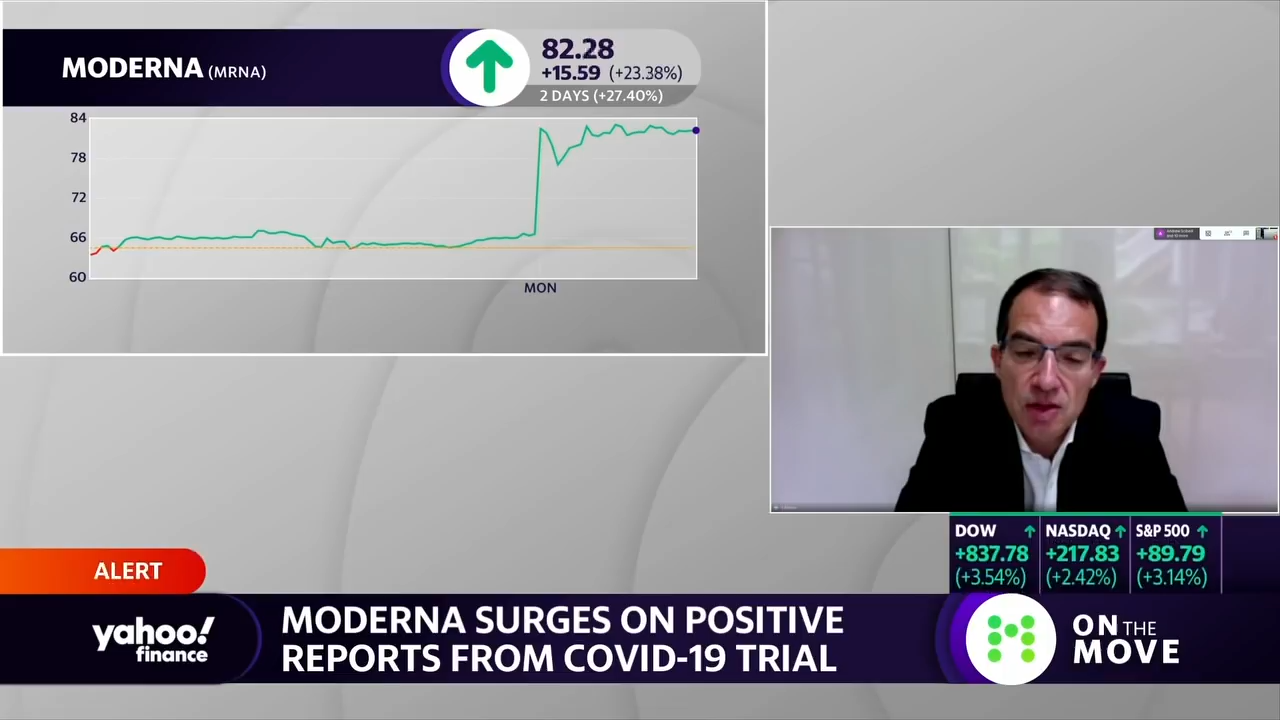 MODERNA (MRNA)
82.28
+15.59 (+23.38%)
2 DAYS (+27.40%)
84
78
72
66
60
MON
DOW
+837.78
(+3.54%)
NASDAQ
+217.83
(+2.42%)
S&P 500
+89.79
(+3.14%)
ALERT
yahoo!
finance
MODERNA SURGES ON POSITIVE
REPORTS FROM COVID-19 TRIAL
ON THE
MOVE